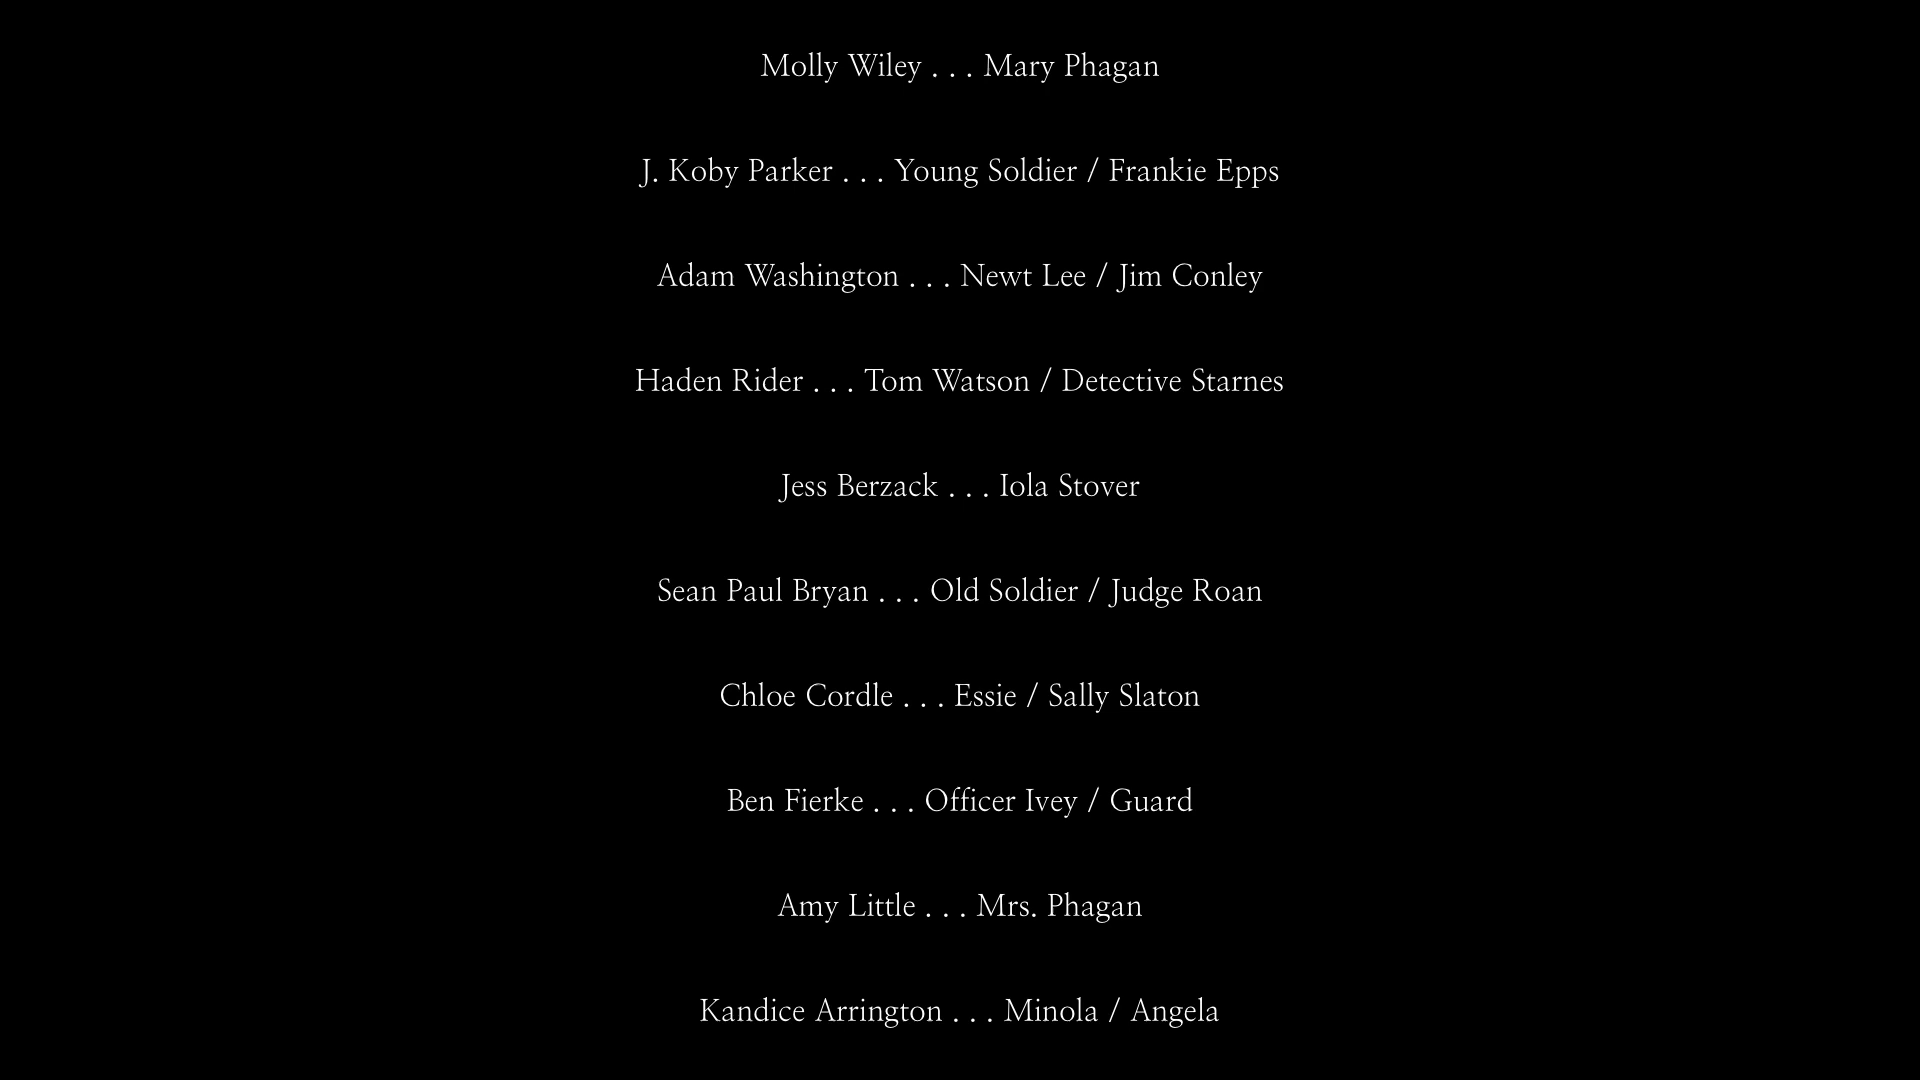 Molly Wiley . . . Mary Phagan
J. Koby Parker . . . Young Soldier / Frankie Epps
Adam Washington . . . Newt Lee / Jim Conley
Haden Rider . . . Tom Watson / Detective Starnes
Jess Berzack . . . Iola Stover
Sean Paul Bryan . . . Old Soldier / Judge Roan
Chloe Cordle . . . Essie / Sally Slaton
Ben Fierke . . . Officer Ivey / Guard
Amy Little . . . Mrs. Phagan
Kandice Arrington . . . Minola / Angela